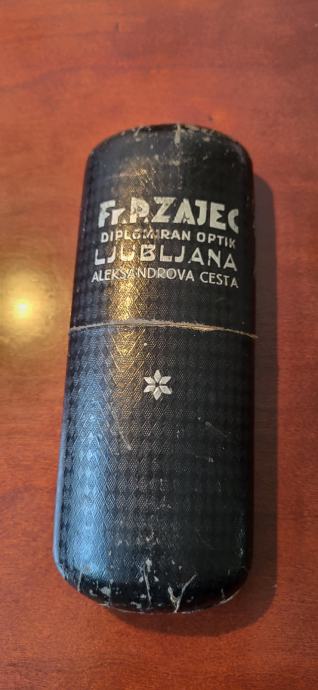 Fr. P. ZAJEC
DIPLOMIRAN OPTIK
LJUBLJANA
ALEKSANDROVA CESTA